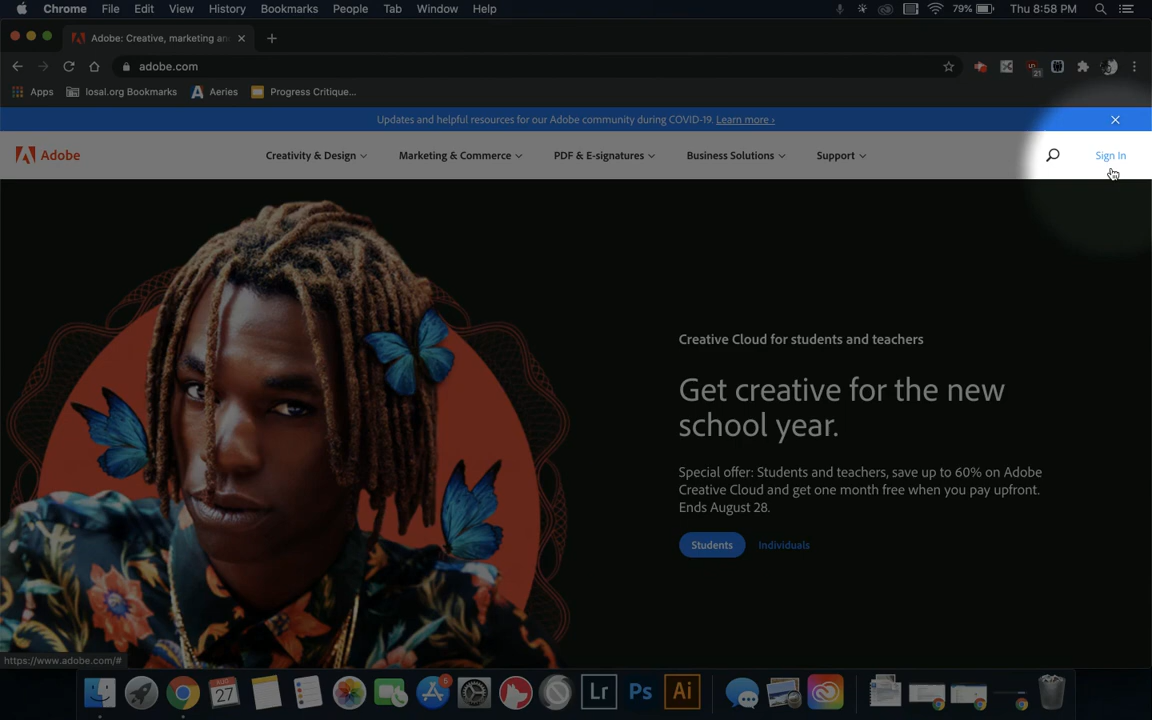 Chrome File Edit View History Bookmarks People Tab Window Help 79% Thu 8:58 PM
Adobe: Creative, marketing an
adobe.com
21
Apps losal.org Bookmarks Aeries Progress Critique...
Updates and helpful resources for our Adobe community during COVID-19. Learn more ›
Adobe Creativity & Design Marketing & Commerce PDF & E-signatures Business Solutions Support Sign In
Creative Cloud for students and teachers
Get creative for the new
school year.
Special offer: Students and teachers, save up to 60% on Adobe
Creative Cloud and get one month free when you pay upfront.
Ends August 28.
Students Individuals
https://www.adobe.com/#
AUG
27
5
Lr Ps Ai